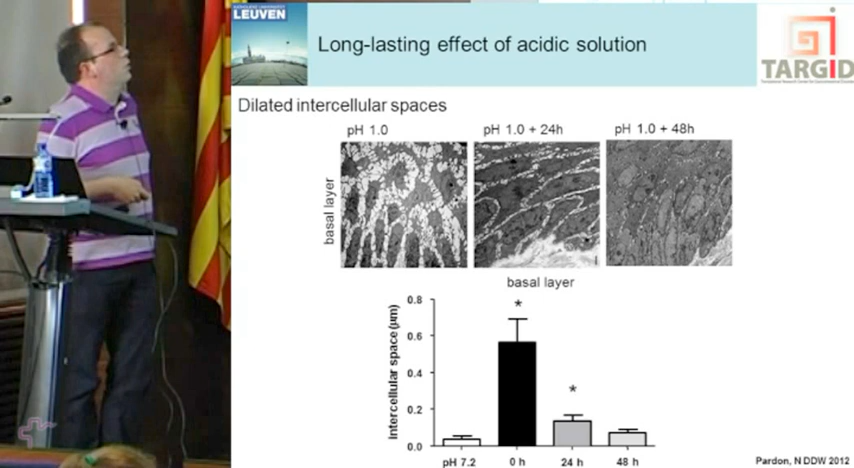 KATHOLIEKE UNIVERSITEIT
LEUVEN
Long-lasting effect of acidic solution
TARGID
Dilated intercellular spaces
pH 1.0
pH 1.0 + 24h
pH 1.0 + 48h
basal layer
basal layer
Intercellular space (μm)
0.8
0.6
0.4
0.2
0.0
*
*
pH 7.2
0 h
24 h
48 h
Pardon, N DDW 2012